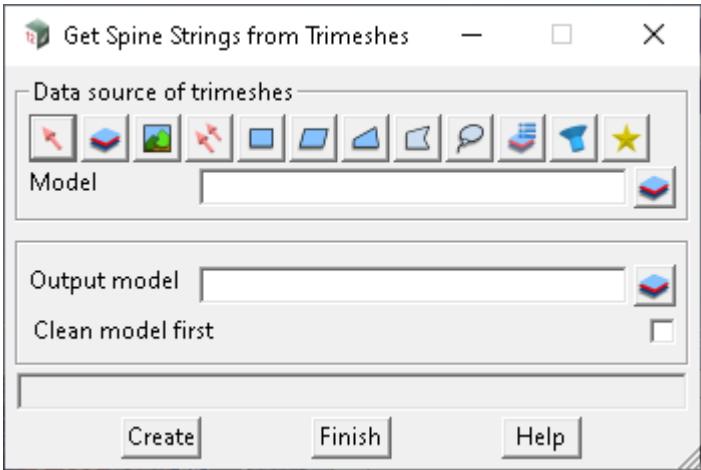 Get Spine Strings from Trimeshes
Data source of trimeshes
Model
Output model
Clean model first
Create Finish Help